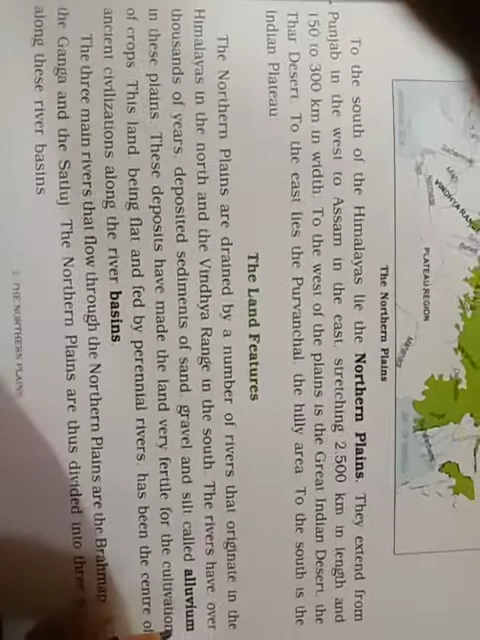 VINDHYA RANGE
PLATEAU REGION
The Northern Plains
To the south of the Himalayas lie the Northern Plains. They extend from
Punjab in the west to Assam in the east, stretching 2,500 km in length and
150 to 300 km in width. To the west of the plains is the Great Indian Desert, the
Thar Desert. To the east lies the Purvanchal, the hilly area. To the south is the
Indian Plateau
The Land Features
The Northern Plains are drained by a number of rivers that originate in the
Himalayas in the north and the Vindhya Range in the south. The rivers have, over
thousands of years, deposited sediments of sand, gravel and silt called alluvium
in these plains. These deposits have made the land very fertile for the cultivation
of crops. This land, being flat and fed by perennial rivers, has been the centre of
ancient civilizations along the river basins.
The three main rivers that flow through the Northern Plains are the Brahmap
the Ganga and the Satluj. The Northern Plains are thus divided into three
along these river basins
2 THE NORTHERN PLAINS